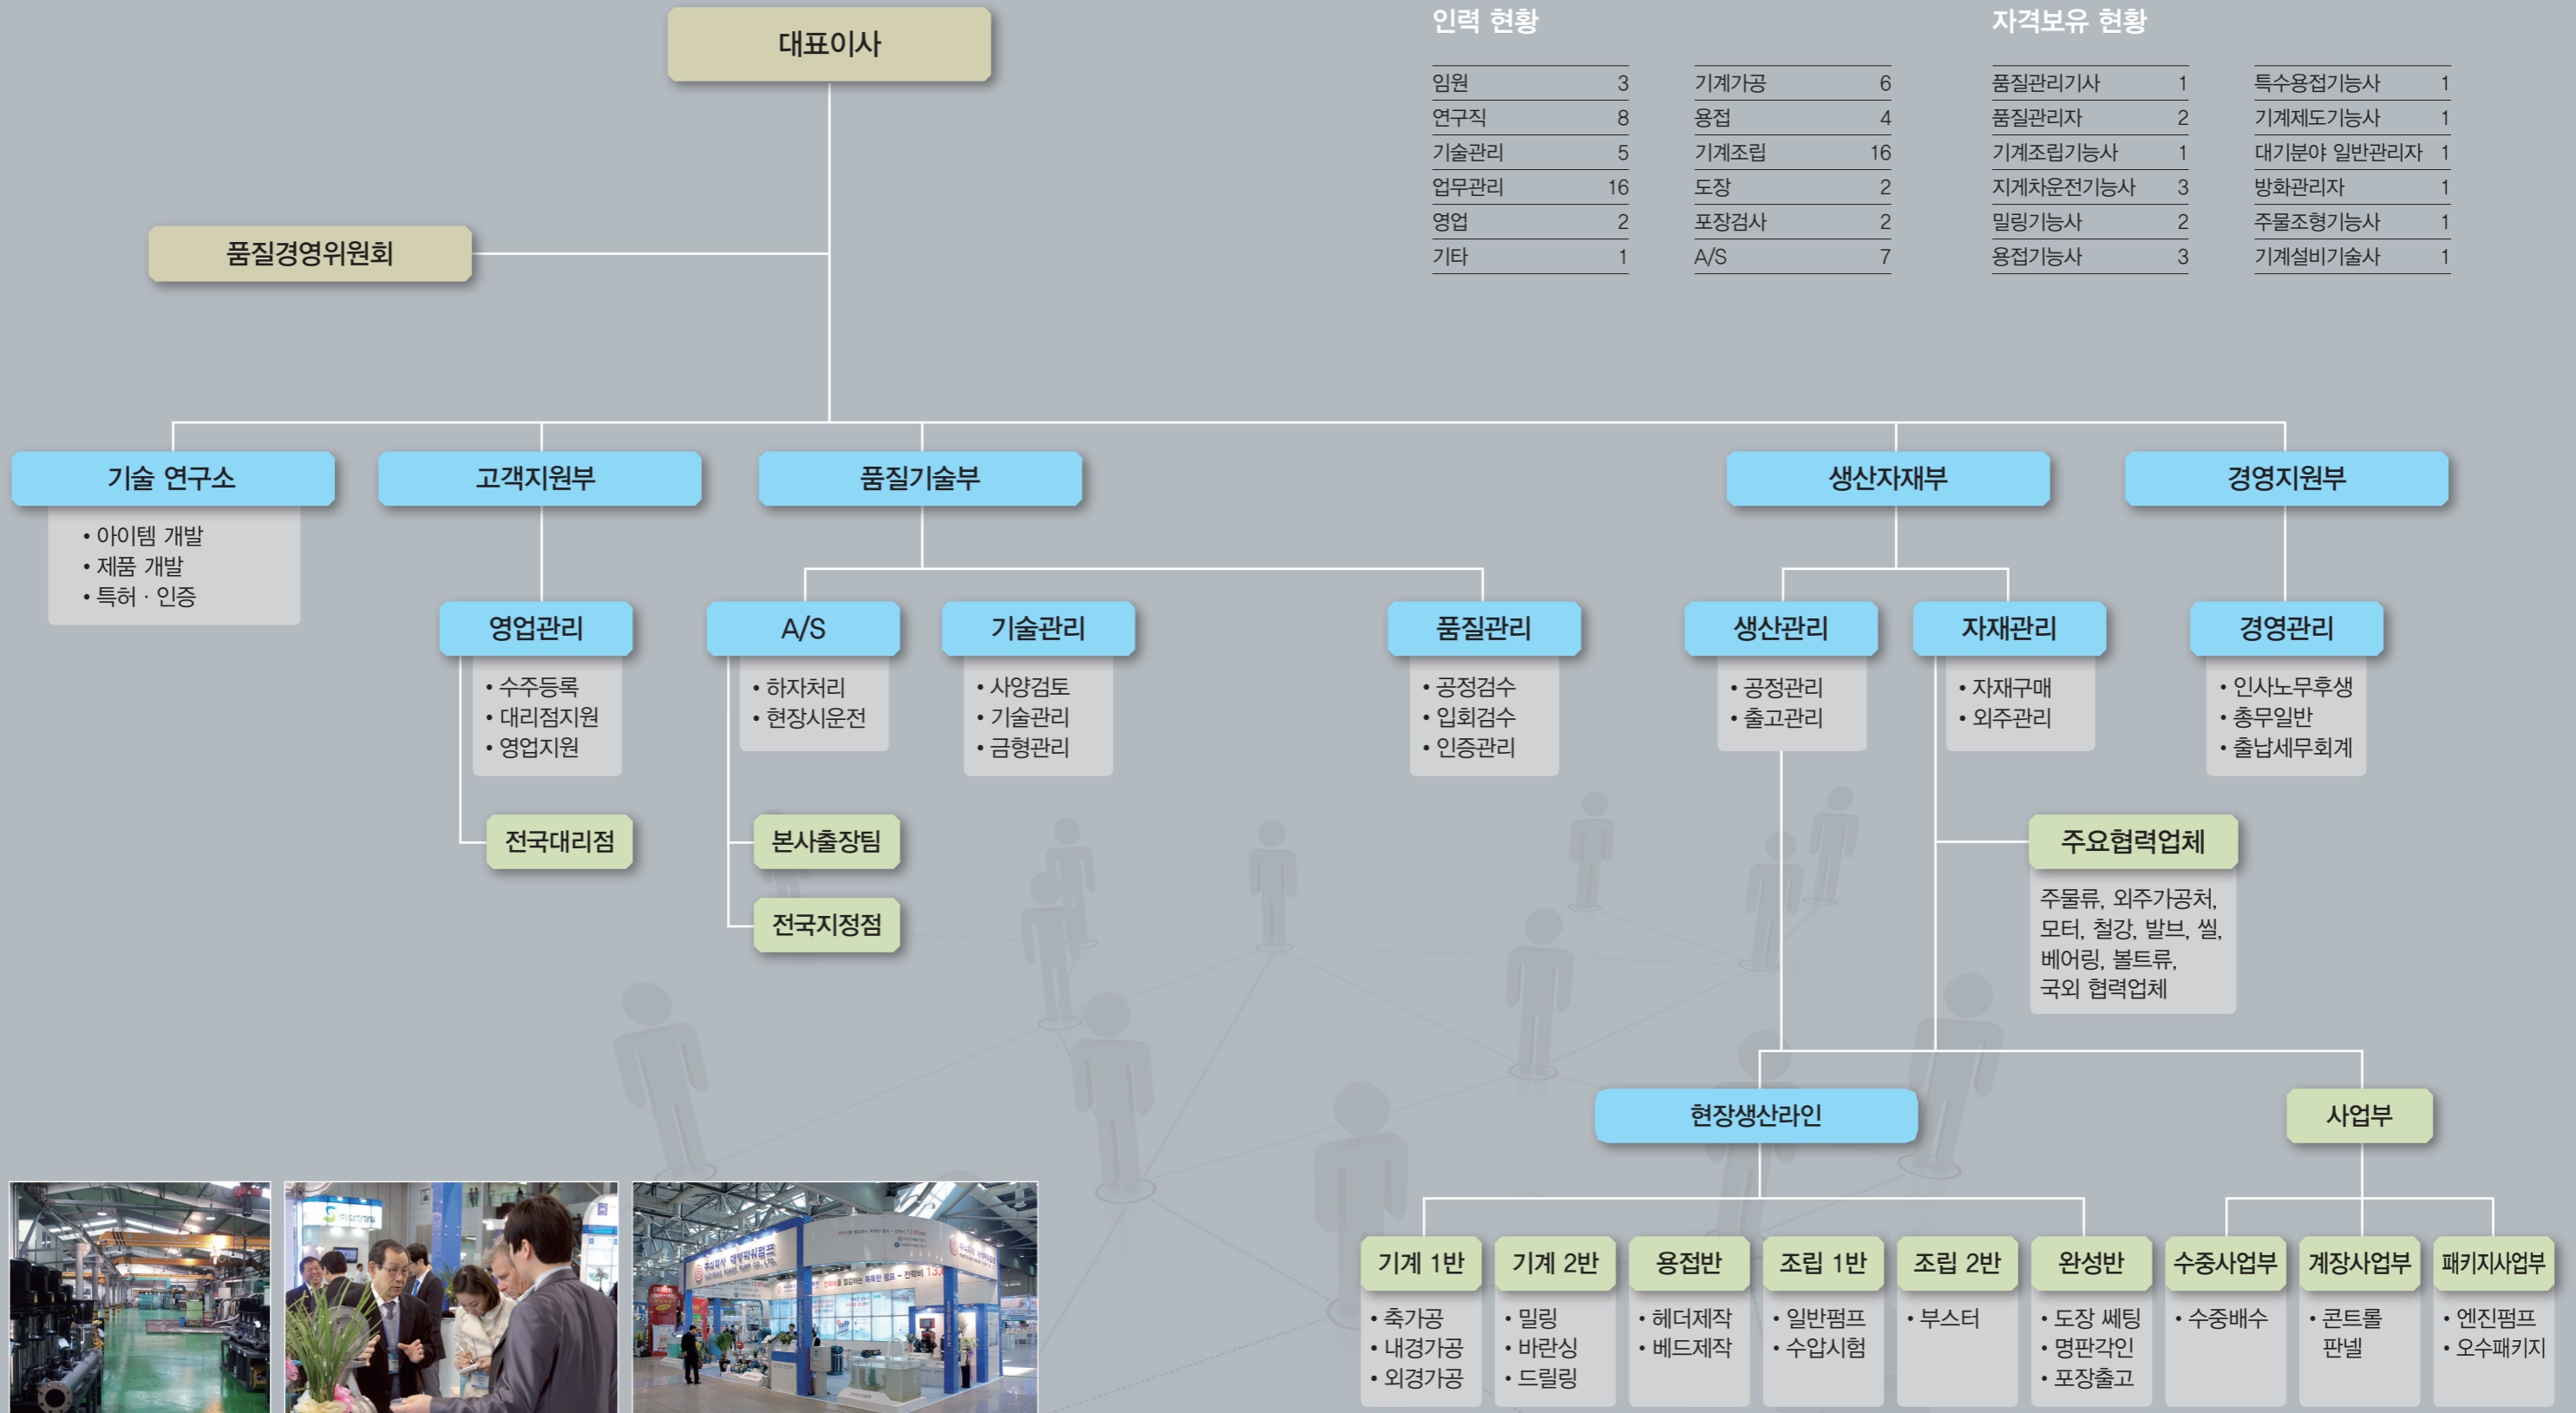 대표이사
품질경영위원회
인력 현황
임원 3
연구직 8
기술관리 5
업무관리 16
영업 2
기타 1
기계가공 6
용접 4
기계조립 16
도장 2
포장검사 2
A/S 7
자격보유 현황
품질관리기사 1
품질관리자 2
기계조립기능사 1
지게차운전기능사 3
밀링기능사 2
용접기능사 3
특수용접기능사 1
기계제도기능사 1
대기분야 일반관리자 1
방화관리자 1
주물조형기능사 1
기계설비기술사 1
기술 연구소
• 아이템 개발
• 제품 개발
• 특허 · 인증
고객지원부
영업관리
• 수주등록
• 대리점지원
• 영업지원
전국대리점
품질기술부
A/S
• 하자처리
• 현장시운전
본사출장팀
전국지정점
기술관리
• 사양검토
• 기술관리
• 금형관리
품질관리
• 공정검수
• 입회검수
• 인증관리
생산자재부
생산관리
• 공정관리
• 출고관리
자재관리
• 자재구매
• 외주관리
주요협력업체
주물류, 외주가공처,
모터, 철강, 발브, 씰,
베어링, 볼트류,
국외 협력업체
경영지원부
경영관리
• 인사노무후생
• 총무일반
• 출납세무회계
현장생산라인
기계 1반
• 축가공
• 내경가공
• 외경가공
기계 2반
• 밀링
• 바란싱
• 드릴링
용접반
• 헤더제작
• 베드제작
조립 1반
• 일반펌프
• 수압시험
조립 2반
• 부스터
완성반
• 도장 쎄팅
• 명판각인
• 포장출고
사업부
수중사업부
• 수중배수
계장사업부
• 콘트롤
판넬
패키지사업부
• 엔진펌프
• 오수패키지